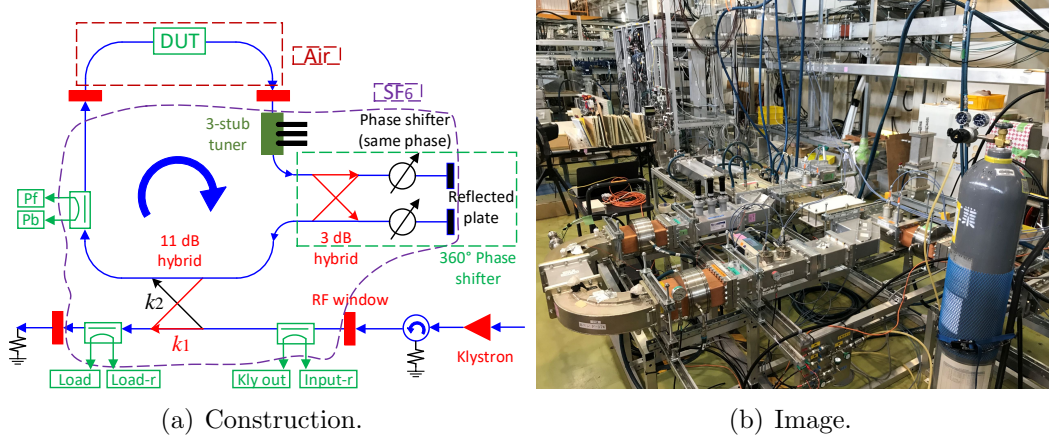 DUT
Air
SF6
3-stub
tuner
Phase shifter
(same phase)
Pf
Pb
Reflected
plate
11 dB
hybrid
3 dB
hybrid
360° Phase
shifter
k2
RF window
k1
Klystron
Load
Load-r
Kly out
Input-r
(a) Construction.
(b) Image.